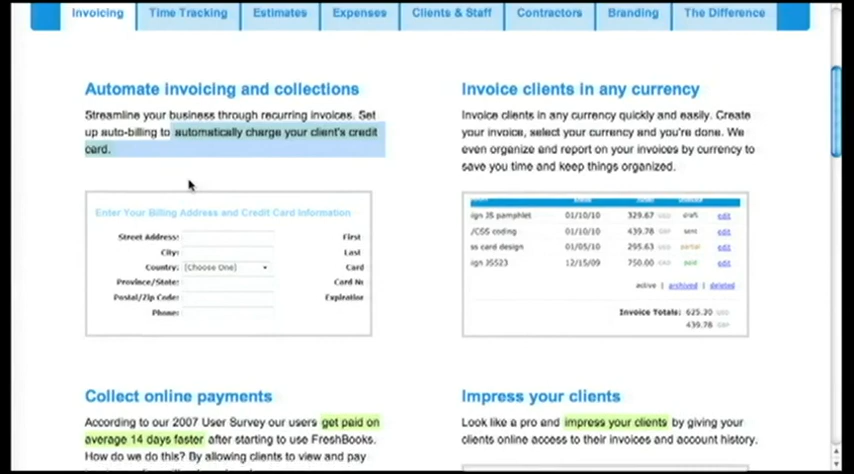 Invoicing
Time Tracking
Estimates
Expenses
Clients & Staff
Contractors
Branding
The Difference
Automate invoicing and collections
Streamline your business through recurring invoices. Set
up auto-billing to automatically charge your client's credit
card.
Enter Your Billing Address and Credit Card Information
Street Address:
First
City:
Last
Country: [Choose One]
Card
Province/State:
Card Nu
Postal/Zip Code:
Expiration
Phone:
Invoice clients in any currency
Invoice clients in any currency quickly and easily. Create
your invoice, select your currency and you're done. We
even organize and report on your invoices by currency to
save you time and keep things organized.
ign JS pamphlet 01/10/10 329.67 USD draft edit
/CSS coding 01/10/10 439.78 GBP sent edit
ss card design 01/05/10 295.63 USD partial edit
ign JS523 12/15/09 750.00 paid edit
active | archived | deleted
Invoice Totals: 625.30 USD
439.78 GBP
Collect online payments
According to our 2007 User Survey our users get paid on
average 14 days faster after starting to use FreshBooks.
How do we do this? By allowing clients to view and pay
Impress your clients
Look like a pro and impress your clients by giving your
clients online access to their invoices and account history.